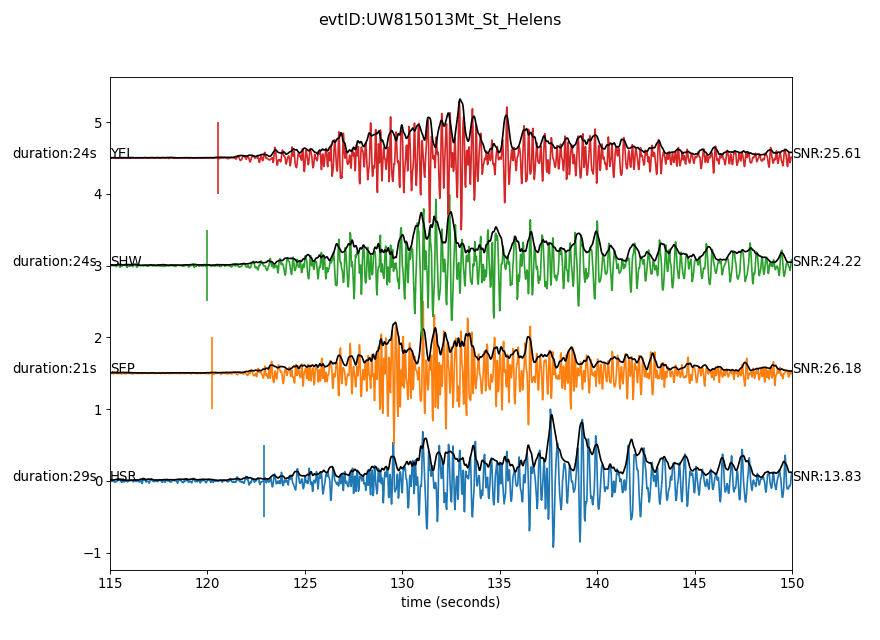 evtID:UW815013Mt_St_Helens
5
duration:24s YEL SNR:25.61
4
duration:24s 3 SHW SNR:24.22
2
duration:21s SEP SNR:26.18
1
duration:29s 0 HSR SNR:13.83
−1
115 120 125 130 135 140 145 150
time (seconds)